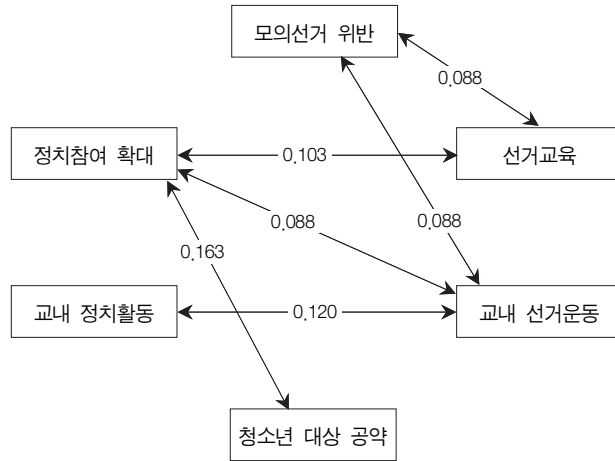 모의선거 위반
0.088
정치참여 확대
0.103
선거교육
0.088
0.088
0.163
교내 정치활동
0.120
교내 선거운동
청소년 대상 공약